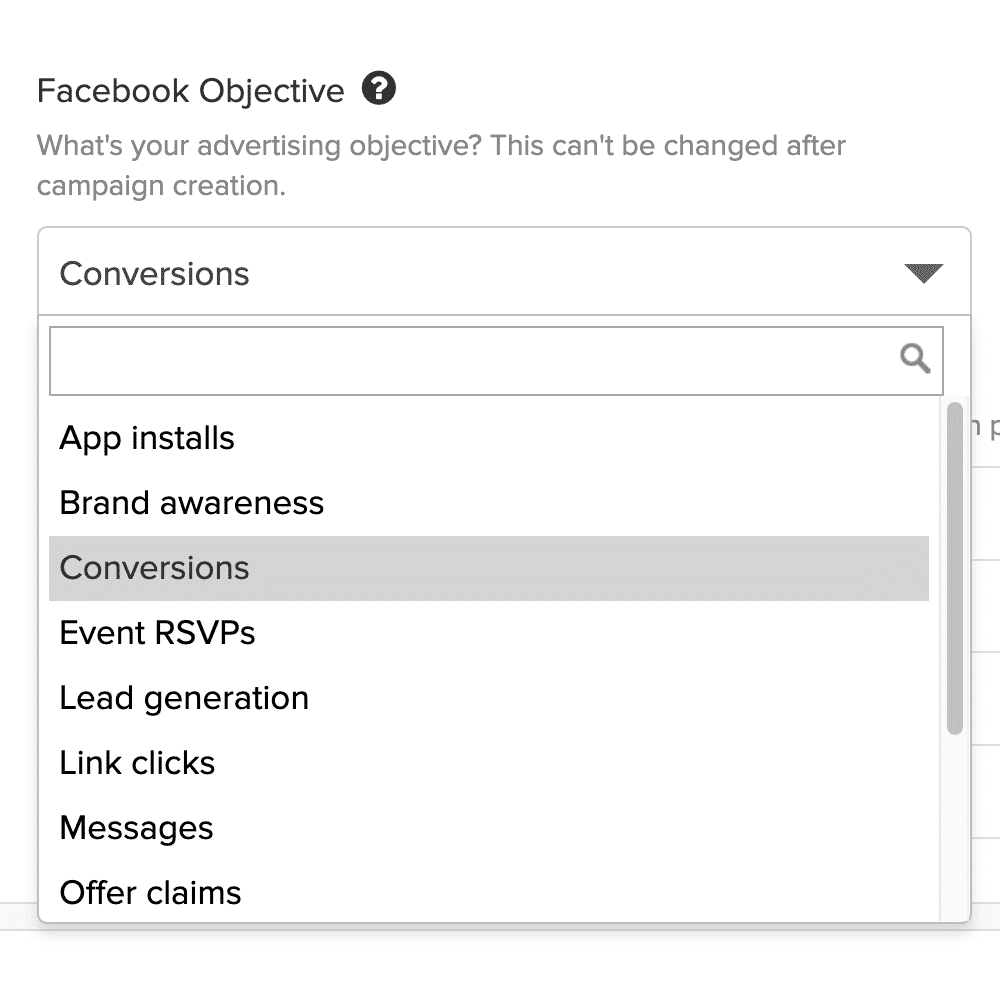 Facebook Objective ?
What's your advertising objective? This can't be changed after
campaign creation.
Conversions
App installs
Brand awareness
Conversions
Event RSVPs
Lead generation
Link clicks
Messages
Offer claims